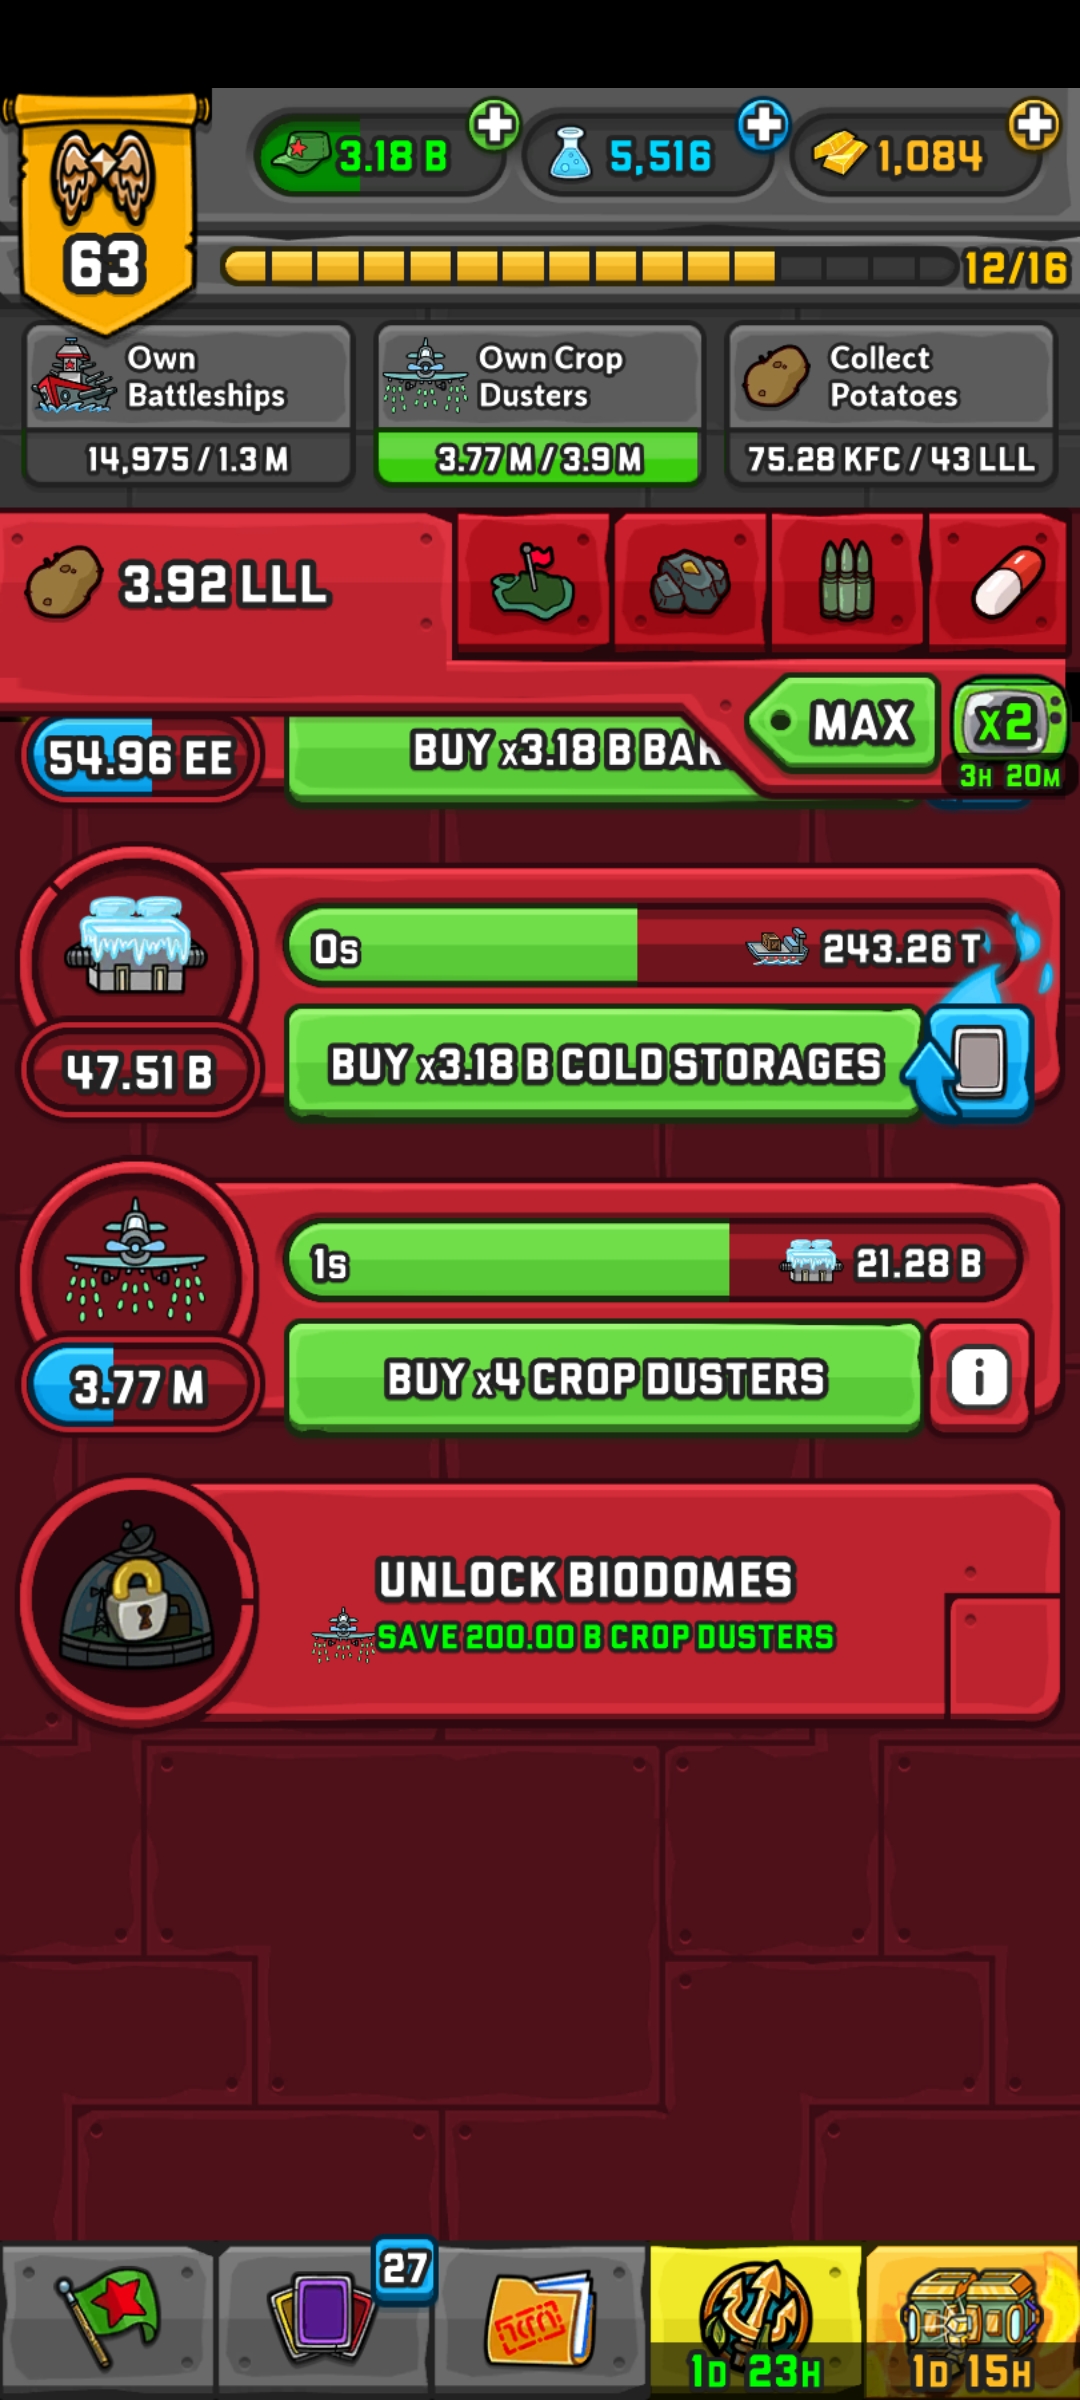 3.18 B
5,516
1,084
63
12/16
Own
Battleships
14,975 / 1.3 M
Own Crop
Dusters
3.77 M / 3.9 M
Collect
Potatoes
75.28 KFC / 43 LLL
3.92 LLL
MAX
x2
3H 20M
54.96 EE
BUY x3.18 B
0s
243.26 T
47.51 B
BUY x3.18 B COLD STORAGES
1s
21.28 B
3.77 M
BUY x4 CROP DUSTERS
i
UNLOCK BIODOMES
SAVE 200.00 B CROP DUSTERS
27
1D 23H
1D 15H